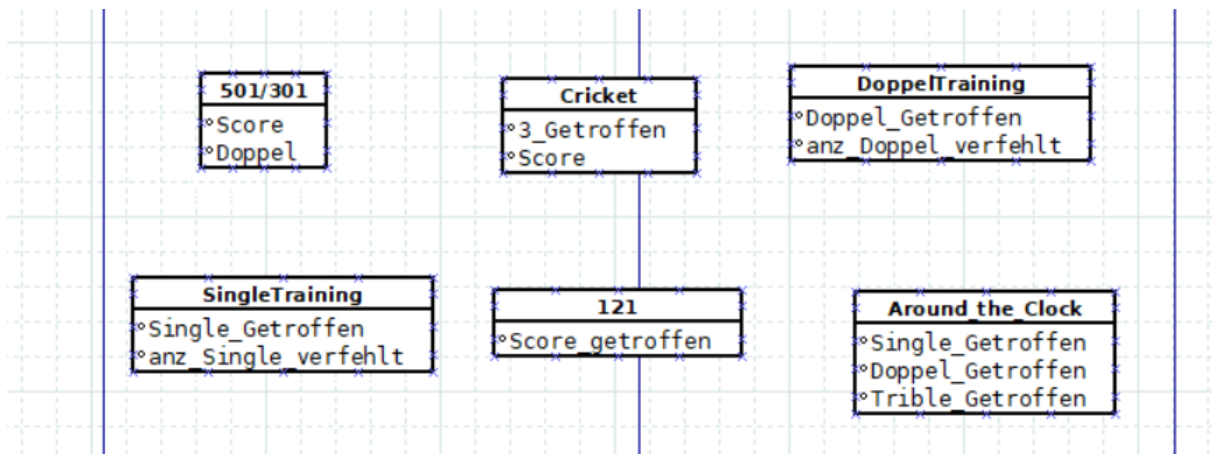 501/301
Score
Doppel
Cricket
3_Getroffen
Score
DoppelTraining
Doppel_Getroffen
anz_Doppel_verfehlt
SingleTraining
Single_Getroffen
anz_Single_verfehlt
121
Score_getroffen
Around_the_Clock
Single_Getroffen
Doppel_Getroffen
Trible_Getroffen